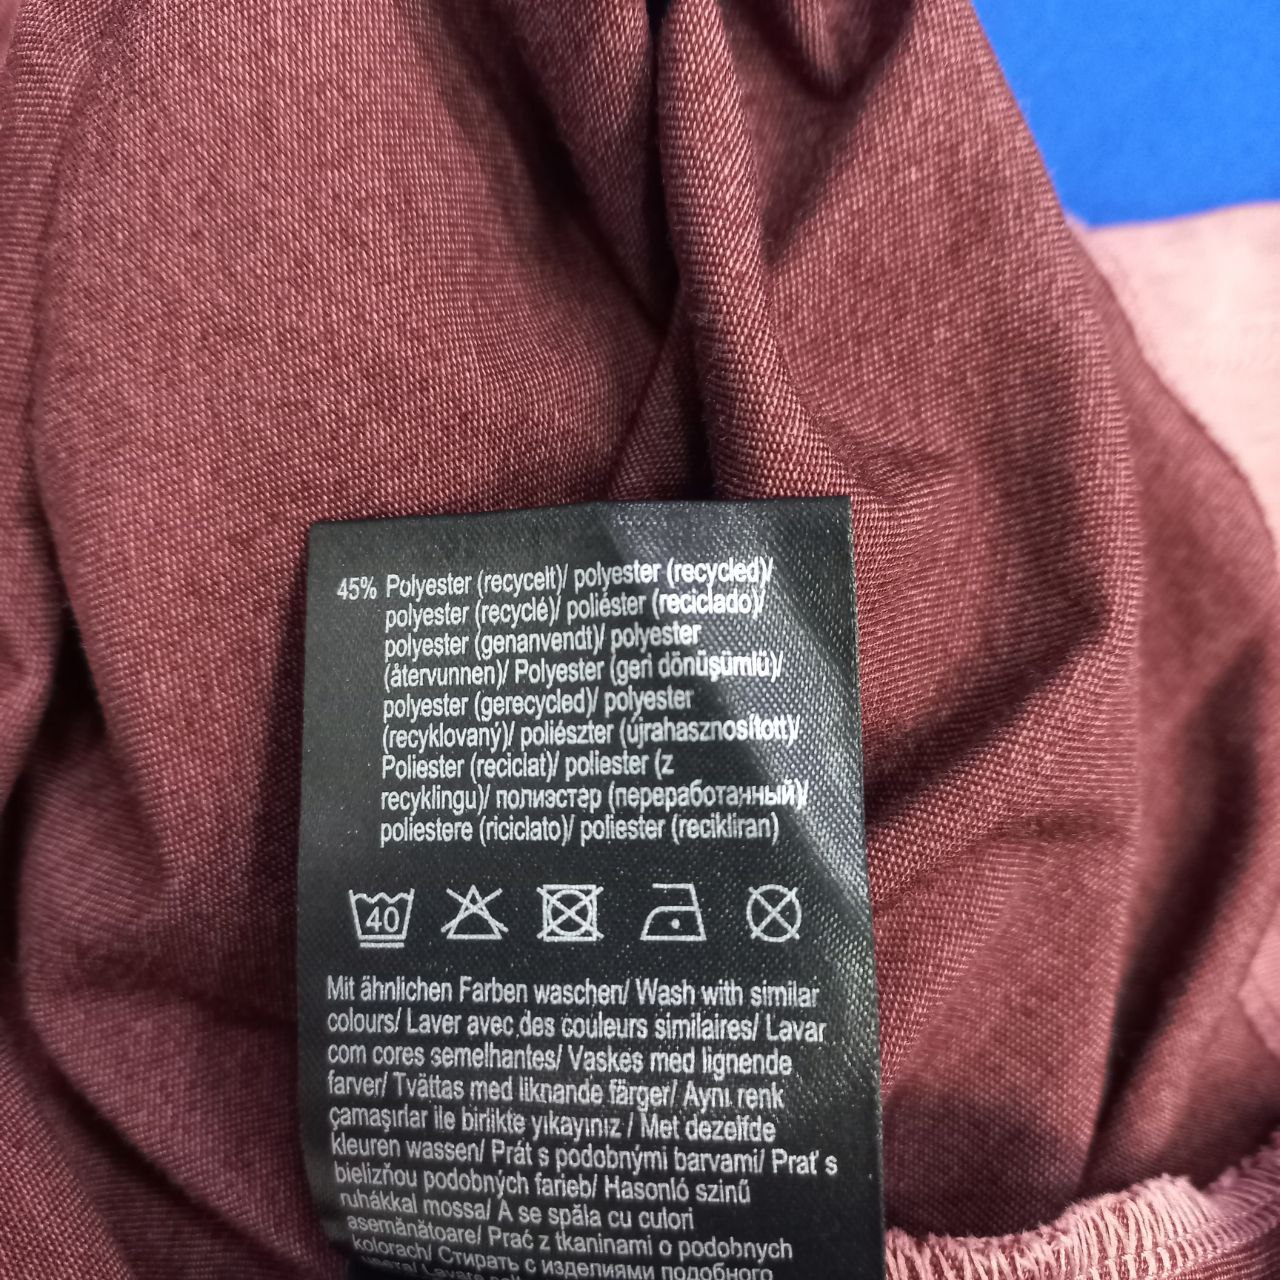 45% Polyester (recycelt)/ polyester (recycled)/
polyester (recyclé)/ poliéster (reciclado)/
polyester (genanvendt)/ polyester
(återvunnen)/ Polyester (geri dönüşümlü)/
polyester (gerecycled)/ polyester
(recyklovaný)/ poliészter (újrahasznosított)/
Poliester (reciclat)/ poliester (z
recyklingu)/ полиэстер (переработанный)/
poliestere (riciclato)/ poliester (recikliran)
40
Mit ähnlichen Farben waschen/ Wash with similar
colours/ Laver avec des couleurs similaires/ Lavar
com cores semelhantes/ Vaskes med lignende
farver/ Tvättas med liknande färger/ Ayni renk
çamaşırlar ile birlikte yıkayınız / Met dezelfde
kleuren wassen/ Prát s podobnými barvami/ Prať s
bielizňou podobných farieb/ Hasonló színű
ruhákkal mossa/ A se spăla cu culori
asemănătoare/ Prać z tkaninami o podobnych
kolorach/ Стирать с изделиями подобного
цвета/ Lavare